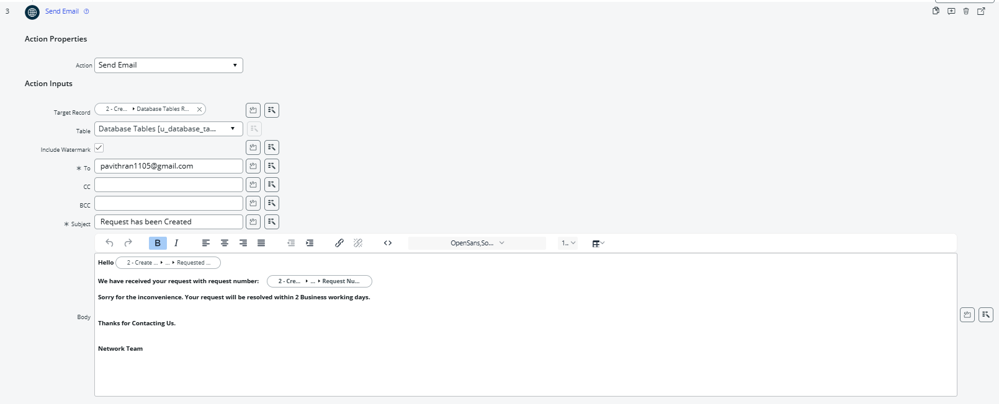 3 Send Email
Action Properties
Action Send Email
Action Inputs
Target Record 2 - Cre... Database Tables R...
Table Database Tables [u_database_ta...
Include Watermark
* To pavithran1105@gmail.com
CC
BCC
* Subject Request has been Created
B I OpenSans,So... 1..
Hello 2 - Create ... ... Requested ...
We have received your request with request number: 2 - Cre... ... Request Nu...
Sorry for the inconvenience. Your request will be resolved within 2 Business working days.
Body
Thanks for Contacting Us.
Network Team